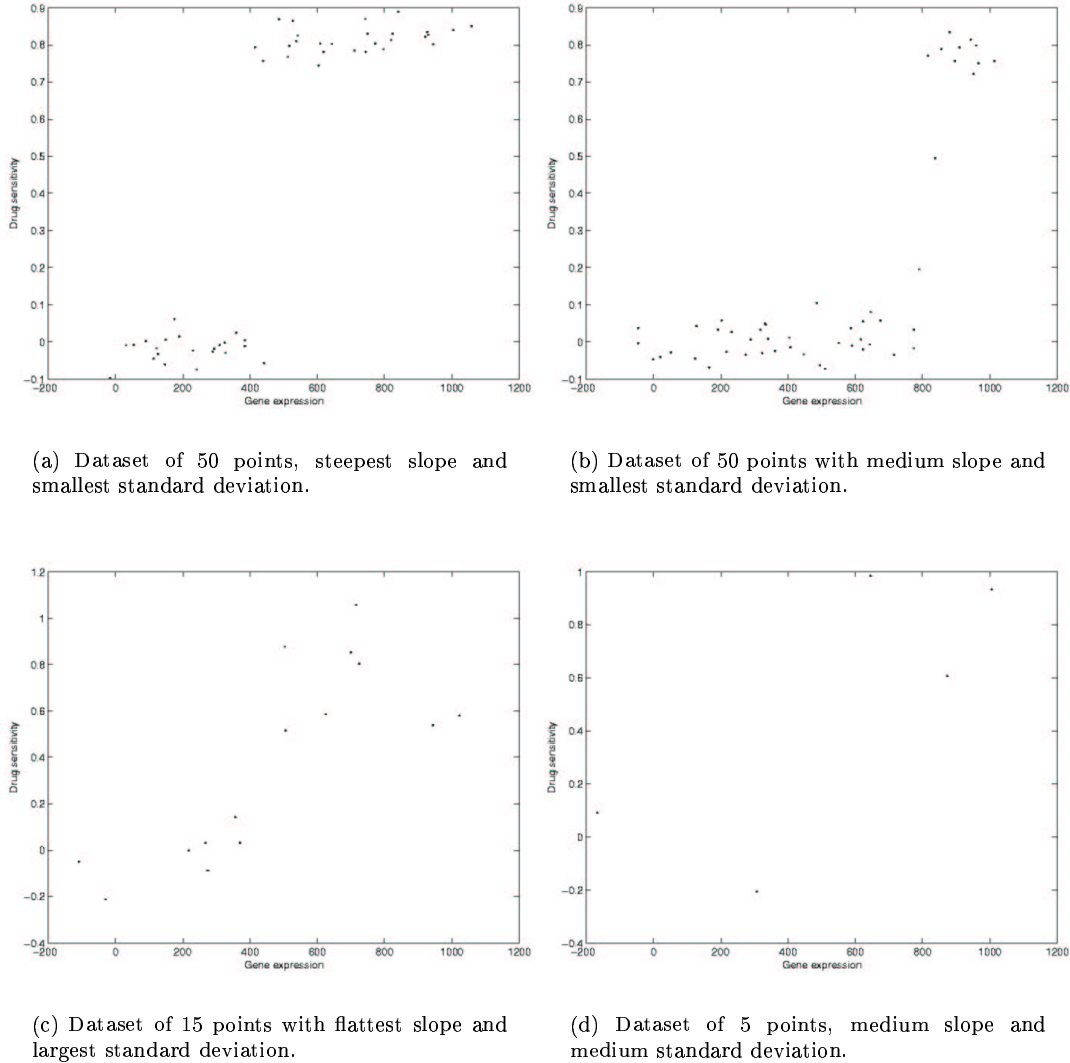 0.9
0.8
0.7
0.6
0.5
0.4
0.3
0.2
0.1
0
−0.1
Drug sensitivity
−200 0 200 400 600 800 1000 1200
Gene expression
0.9
0.8
0.7
0.6
0.5
0.4
0.3
0.2
0.1
0
−0.1
Drug sensitivity
−200 0 200 400 600 800 1000 1200
Gene expression
(a) Dataset of 50 points, steepest slope and
smallest standard deviation.
(b) Dataset of 50 points with medium slope and
smallest standard deviation.
1.2
1
0.8
0.6
0.4
0.2
0
−0.2
−0.4
Drug sensitivity
−200 0 200 400 600 800 1000 1200
Gene expression
1
0.8
0.6
0.4
0.2
0
−0.2
−0.4
Drug sensitivity
−200 0 200 400 600 800 1000 1200
Gene expression
(c) Dataset of 15 points with flattest slope and
largest standard deviation.
(d) Dataset of 5 points, medium slope and
medium standard deviation.